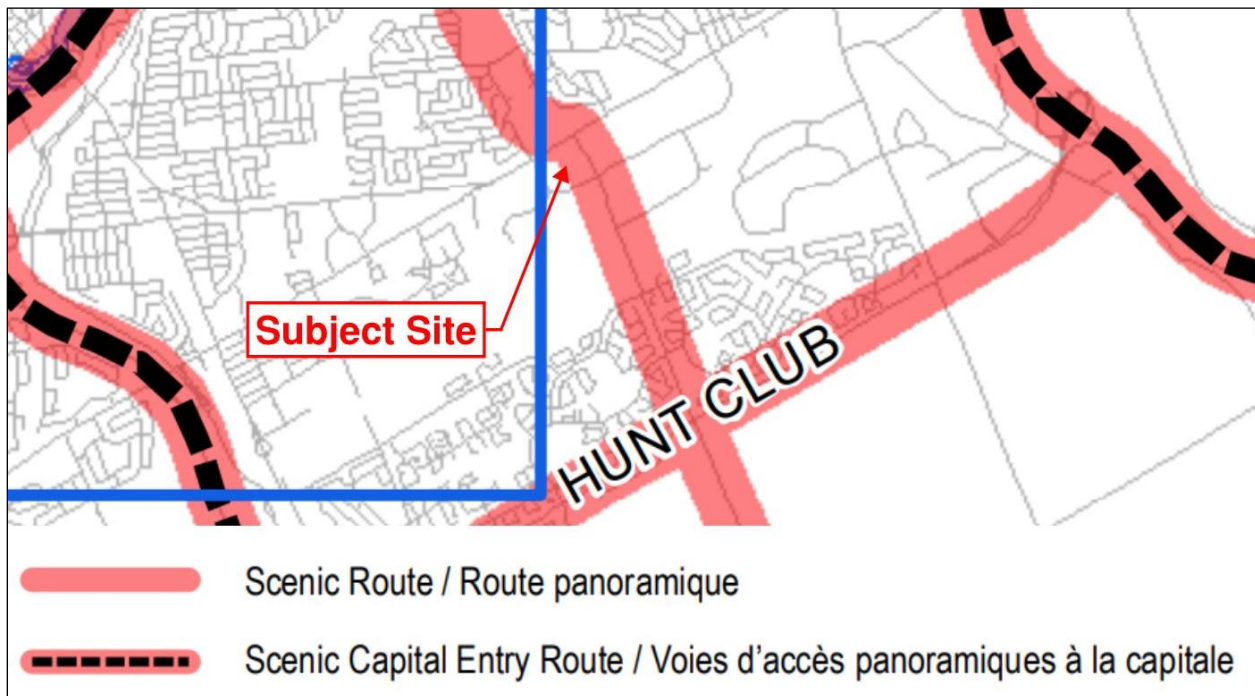 Subject Site
HUNT CLUB
Scenic Route / Route panoramique
Scenic Capital Entry Route / Voies d'accès panoramiques à la capitale